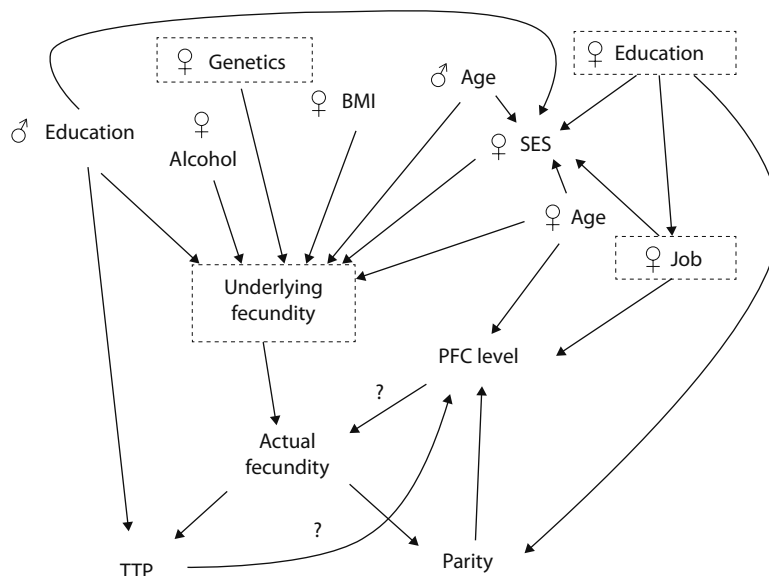 ♀ Genetics
♂ Age
♀ Education
♀ BMI
♂ Education
♀
Alcohol
♀ SES
♀ Age
♀ Job
Underlying
fecundity
PFC level
?
Actual
fecundity
?
TTP
Parity